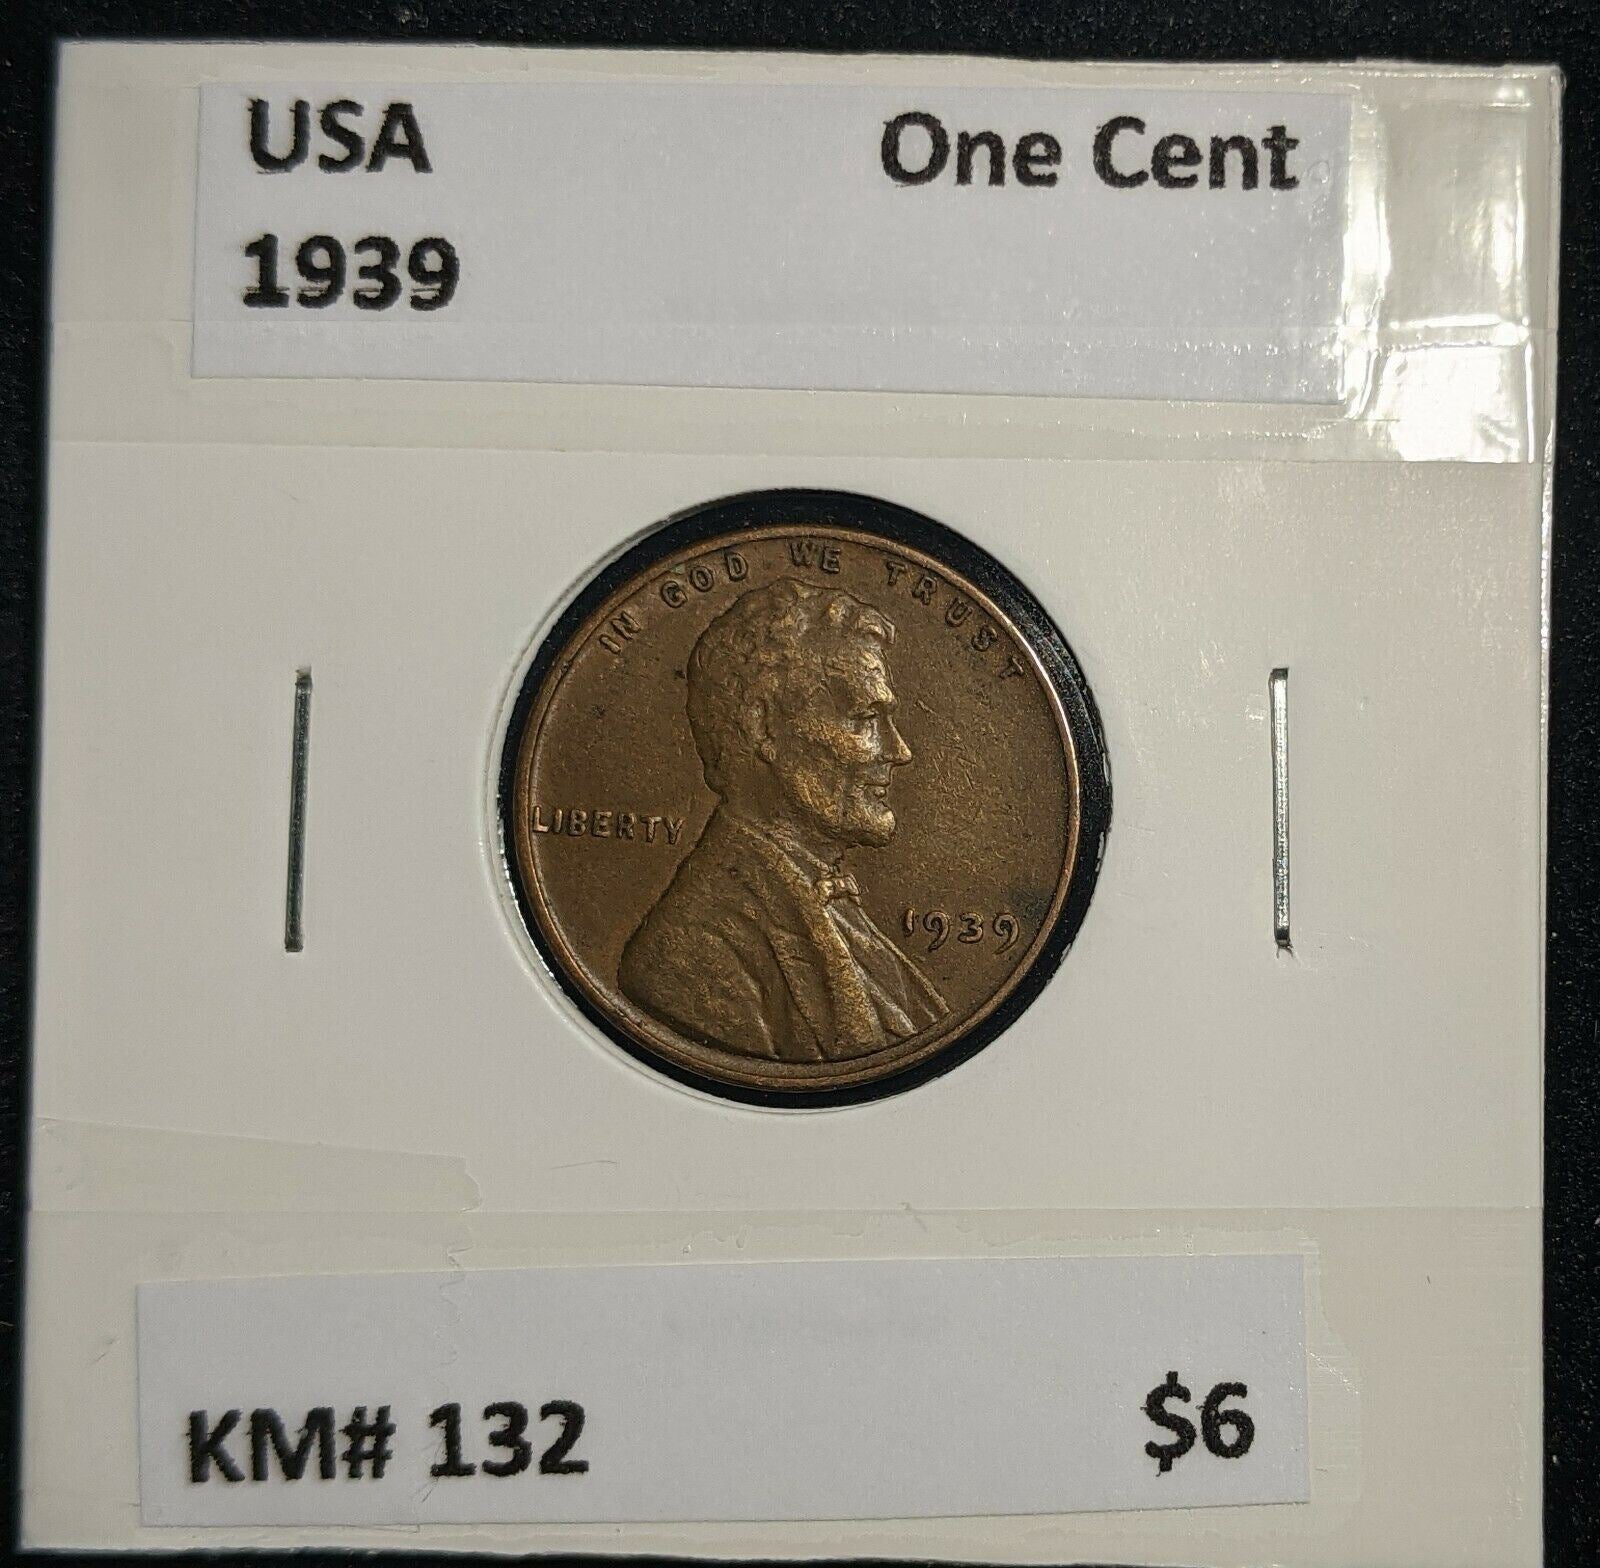 USA One Cent
1939
IN GOD WE TRUST
LIBERTY
1939
KM# 132 $6